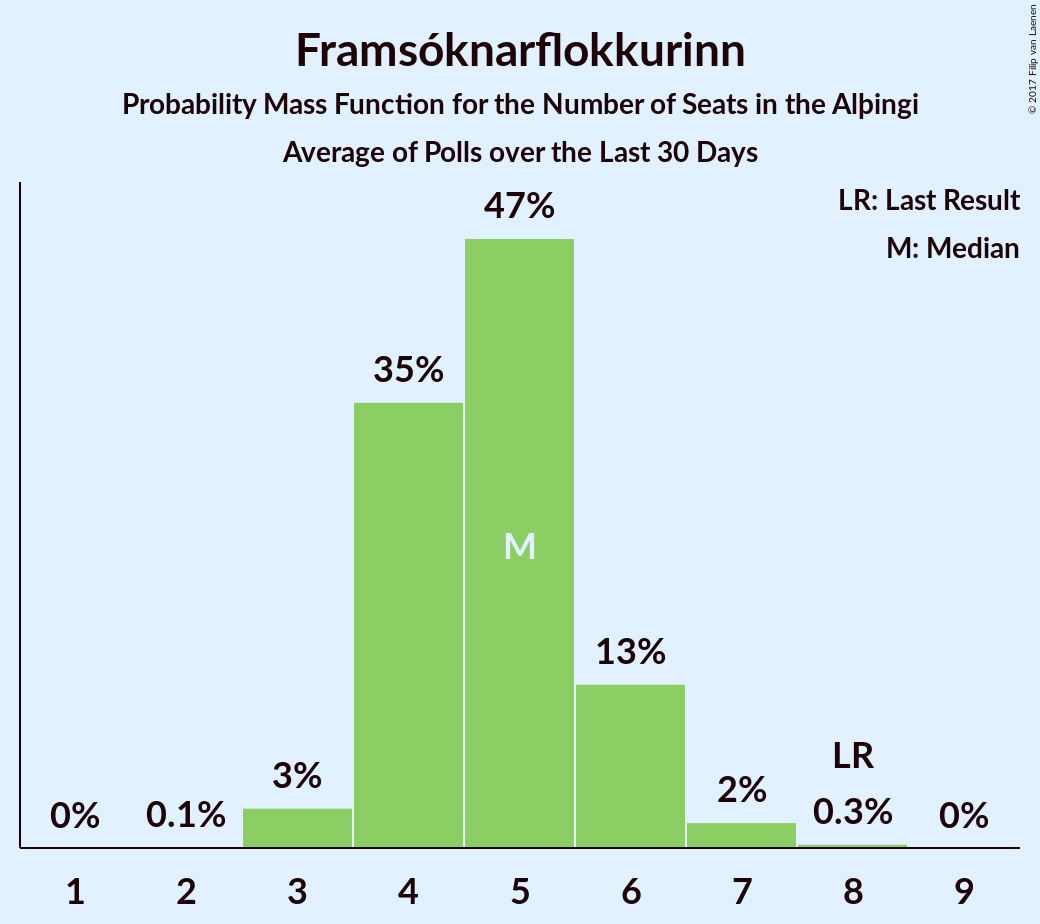 Framsóknarflokkurinn
Probability Mass Function for the Number of Seats in the Alþingi
Average of Polls over the Last 30 Days
© 2017 Filip van Laenen
LR: Last Result
M: Median
47%
35%
M
13%
3%
2%
LR
0%
0.1%
0.3%
0%
1 2 3 4 5 6 7 8 9